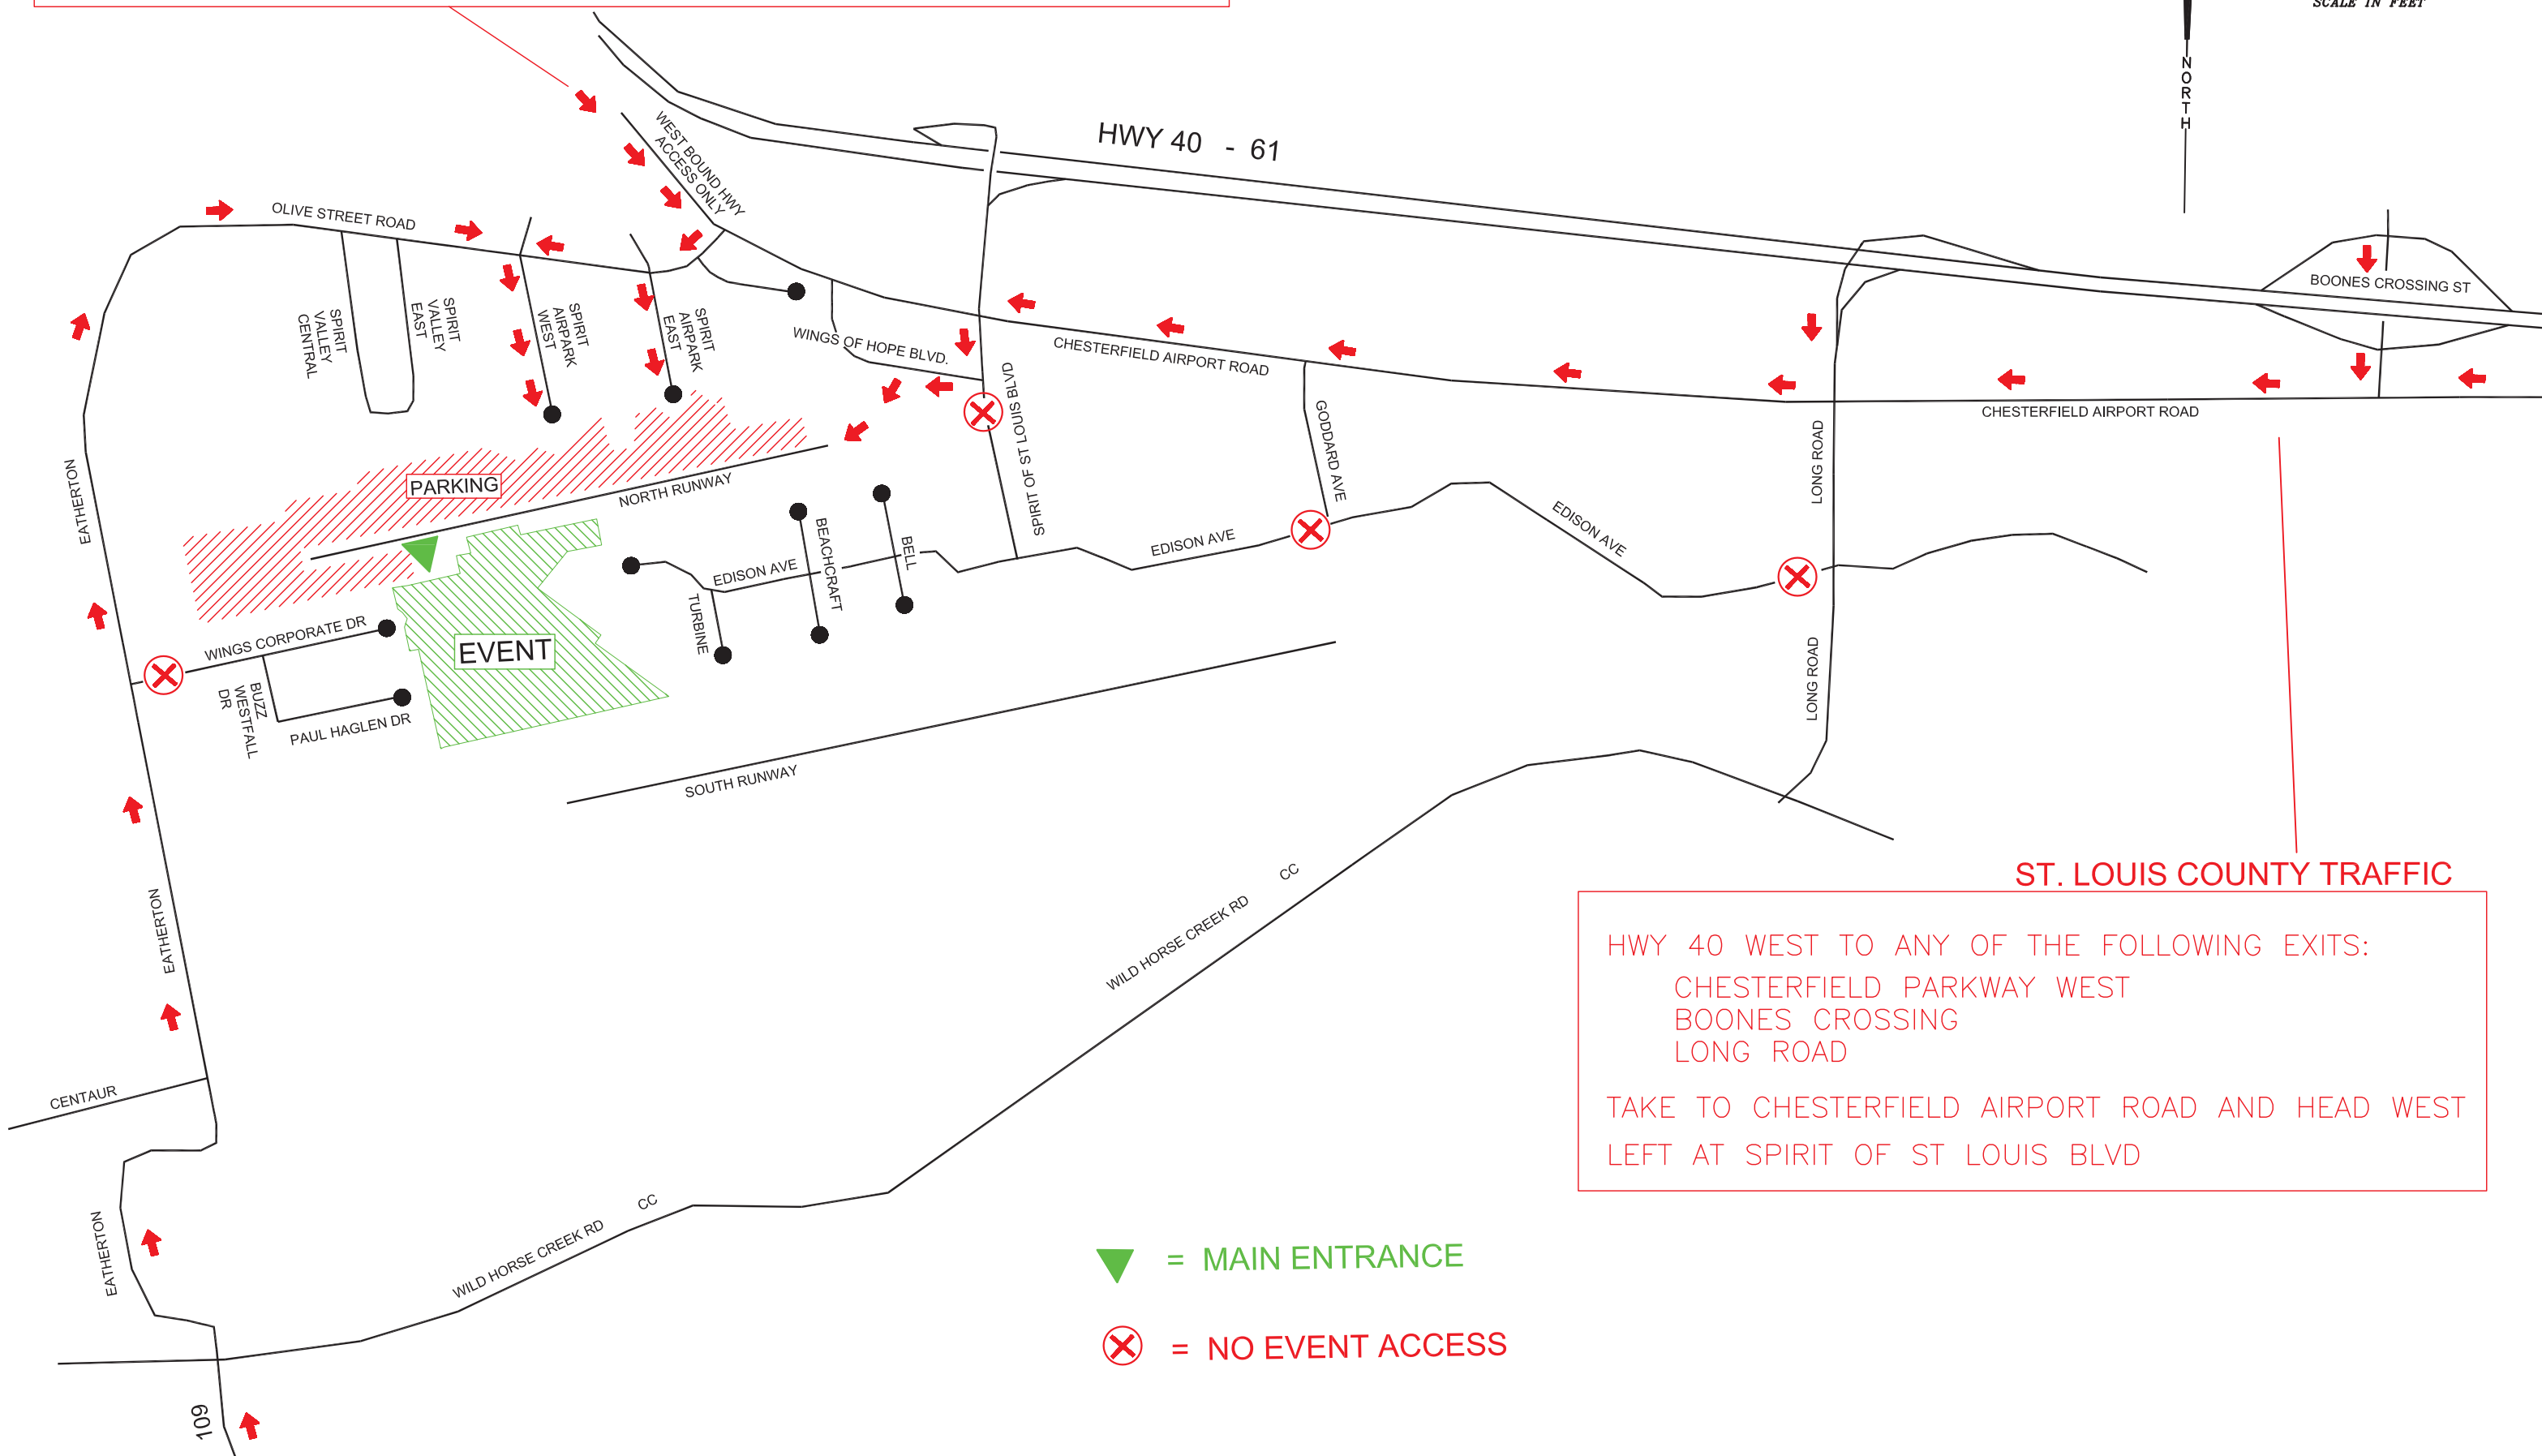 SCALE IN FEET
NORTH
HWY 40 - 61
WEST BOUND HWY
ACCESS ONLY
OLIVE STREET ROAD
BOONES CROSSING ST
SPIRIT
VALLEY
CENTRAL
SPIRIT
VALLEY
EAST
SPIRIT
AIRPARK
WEST
SPIRIT
AIRPARK
EAST
WINGS OF HOPE BLVD.
CHESTERFIELD AIRPORT ROAD
CHESTERFIELD AIRPORT ROAD
SPIRIT OF ST LOUIS BLVD
GODDARD AVE
LONG ROAD
EATHERTON
PARKING
NORTH RUNWAY
EDISON AVE
EDISON AVE
EDISON AVE
BEACHCRAFT
BELL
TURBINE
WINGS CORPORATE DR
EVENT
BUZZ
WESTFALL
DR
PAUL HAGLEN DR
LONG ROAD
SOUTH RUNWAY
EATHERTON
WILD HORSE CREEK RD CC
ST. LOUIS COUNTY TRAFFIC
HWY 40 WEST TO ANY OF THE FOLLOWING EXITS:
CHESTERFIELD PARKWAY WEST
BOONES CROSSING
LONG ROAD
TAKE TO CHESTERFIELD AIRPORT ROAD AND HEAD WEST
LEFT AT SPIRIT OF ST LOUIS BLVD
CENTAUR
EATHERTON
WILD HORSE CREEK RD CC
= MAIN ENTRANCE
= NO EVENT ACCESS
109